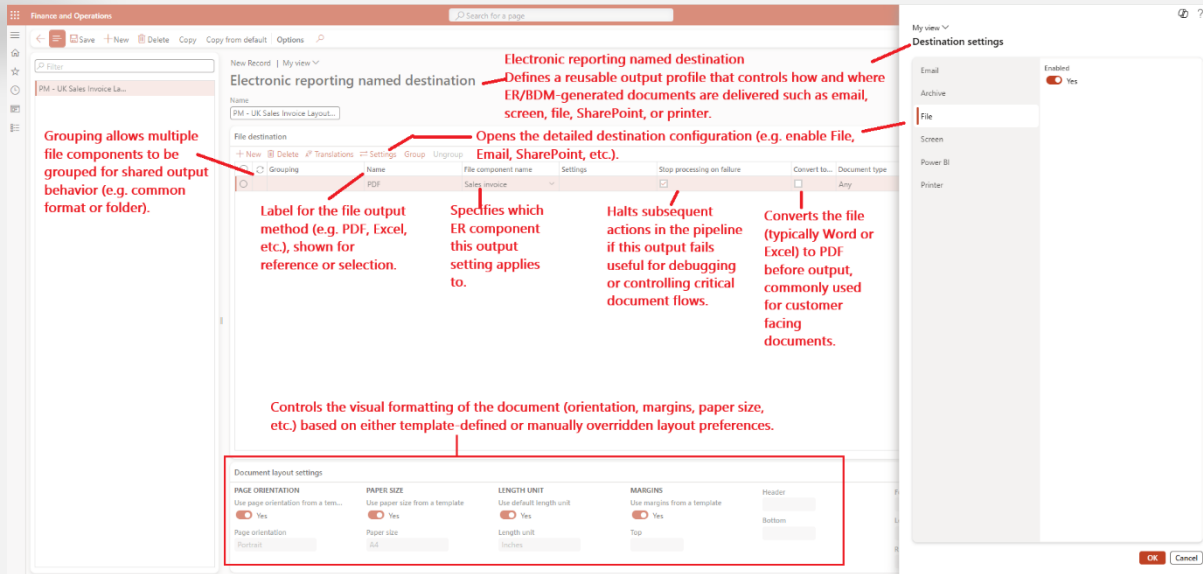 Finance and Operations
Search for a page
?
Save New Delete Copy Copy from default Options
Filter
PM - UK Sales Invoice La...
New Record | My view
Electronic reporting named destination
Name
PM - UK Sales Invoice Layout...
File destination
New Delete Translations Settings Group Ungroup
Grouping Name File component name Settings Stop processing on failure Convert to... Document type
PDF Sales invoice Any
Electronic reporting named destination
Defines a reusable output profile that controls how and where
ER/BDM-generated documents are delivered such as email,
screen, file, SharePoint, or printer.
Opens the detailed destination configuration (e.g. enable File,
Email, SharePoint, etc.).
Grouping allows multiple
file components to be
grouped for shared output
behavior (e.g. common
format or folder).
Label for the file output
method (e.g. PDF, Excel,
etc.), shown for
reference or selection.
Specifies which
ER component
this output
setting applies
to.
Halts subsequent
actions in the pipeline
if this output fails
useful for debugging
or controlling critical
document flows.
Converts the file
(typically Word or
Excel) to PDF
before output,
commonly used
for customer
facing
documents.
Controls the visual formatting of the document (orientation, margins, paper size,
etc.) based on either template-defined or manually overridden layout preferences.
Document layout settings
PAGE ORIENTATION PAPER SIZE LENGTH UNIT MARGINS Header
Use page orientation from a tem... Use paper size from a template Use default length unit Use margins from a template
Yes Yes Yes Yes
Bottom
Page orientation Paper size Length unit Top
Portrait A4 Inches
My view
Destination settings
Email
Archive
File
Screen
Power BI
Printer
Enabled
Yes
OK Cancel